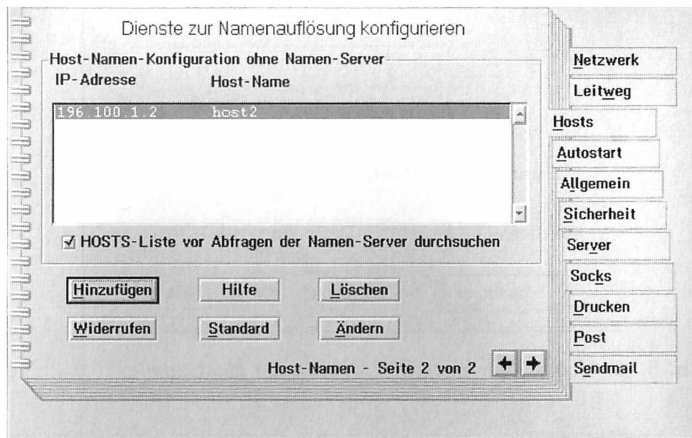 Dienste zur Namenauflösung konfigurieren
Host-Namen-Konfiguration ohne Namen-Server
IP-Adresse Host-Name
196.100.1.2 host2
HOSTS-Liste vor Abfragen der Namen-Server durchsuchen
Hinzufügen Hilfe Löschen
Widerrufen Standard Ändern
Host-Namen - Seite 2 von 2
Netzwerk
Leitweg
Hosts
Autostart
Allgemein
Sicherheit
Server
Socks
Drucken
Post
Sendmail